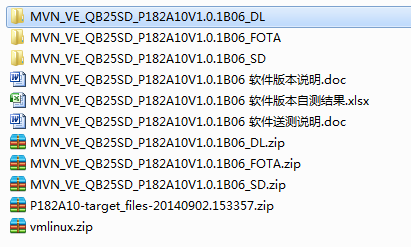 MVN_VE_QB25SD_P182A10V1.0.1B06_DL
MVN_VE_QB25SD_P182A10V1.0.1B06_FOTA
MVN_VE_QB25SD_P182A10V1.0.1B06_SD
MVN_VE_QB25SD_P182A10V1.0.1B06 软件版本说明.doc
MVN_VE_QB25SD_P182A10V1.0.1B06 软件版本自测结果.xlsx
MVN_VE_QB25SD_P182A10V1.0.1B06 软件送测说明.doc
MVN_VE_QB25SD_P182A10V1.0.1B06_DL.zip
MVN_VE_QB25SD_P182A10V1.0.1B06_FOTA.zip
MVN_VE_QB25SD_P182A10V1.0.1B06_SD.zip
P182A10-target_files-20140902.153357.zip
vmlinux.zip